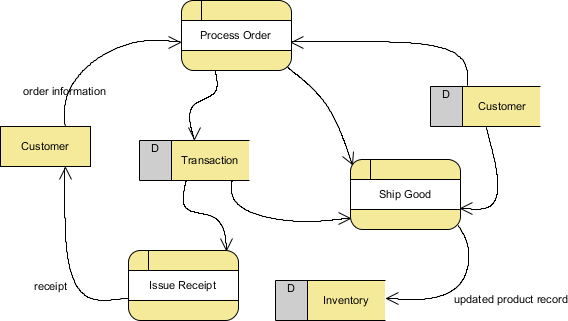 Process Order
order information
D
Customer
Customer
D
Transaction
Ship Good
receipt
Issue Receipt
D
Inventory
updated product record